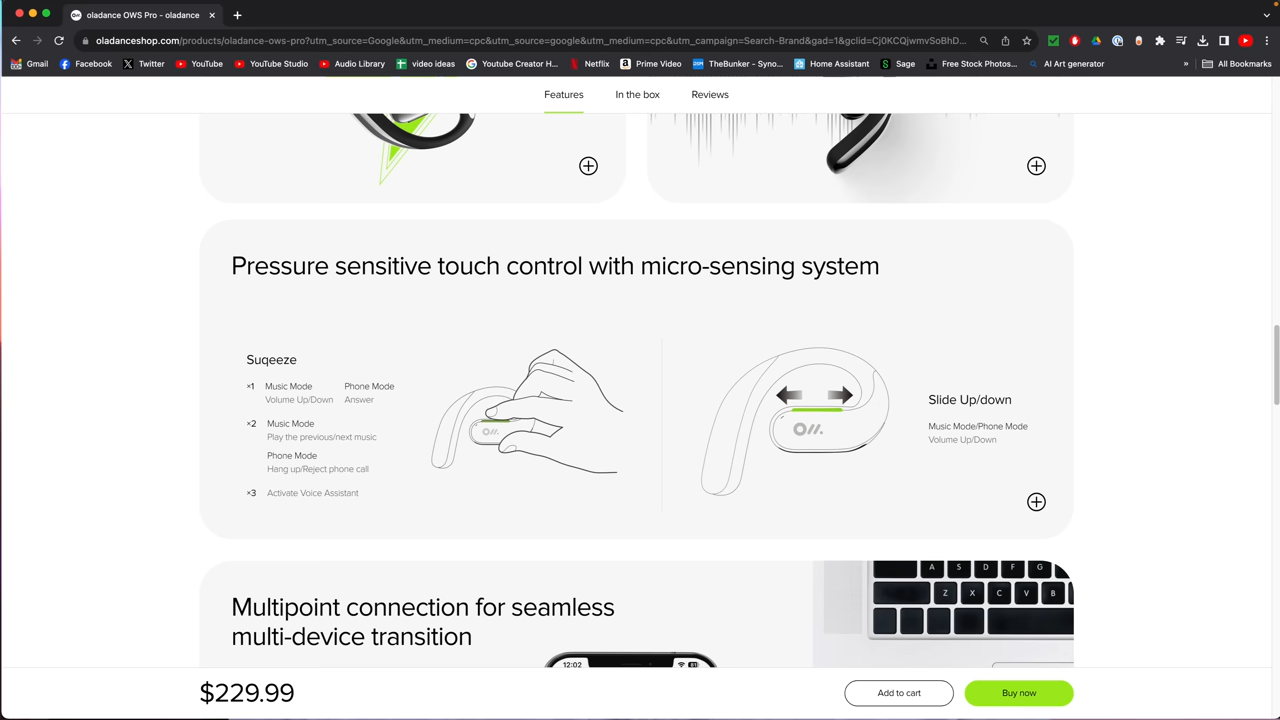 oladance OWS Pro - oladance
oladanceshop.com/products/oladance-ows-pro?utm_source=Google&utm_medium=cpc&utm_source=google&utm_medium=cpc&utm_campaign=Search-Brand&gad=1&gclid=Cj0KCQjwmvSoBhD...
Gmail Facebook Twitter YouTube YouTube Studio Audio Library video ideas YouTube Creator H... Netflix Prime Video TheBunker - Syno... Home Assistant Sage Free Stock Photos... AI Art generator » All Bookmarks
Features In the box Reviews
Pressure sensitive touch control with micro-sensing system
Suqeeze
×1 Music Mode Phone Mode
Volume Up/Down Answer
×2 Music Mode
Play the previous/next music
Phone Mode
Hang up/Reject phone call
×3 Activate Voice Assistant
Slide Up/down
Music Mode/Phone Mode
Volume Up/Down
Multipoint connection for seamless
multi-device transition
12:02
A S D F G
Z X C V B
$229.99 Add to cart Buy now